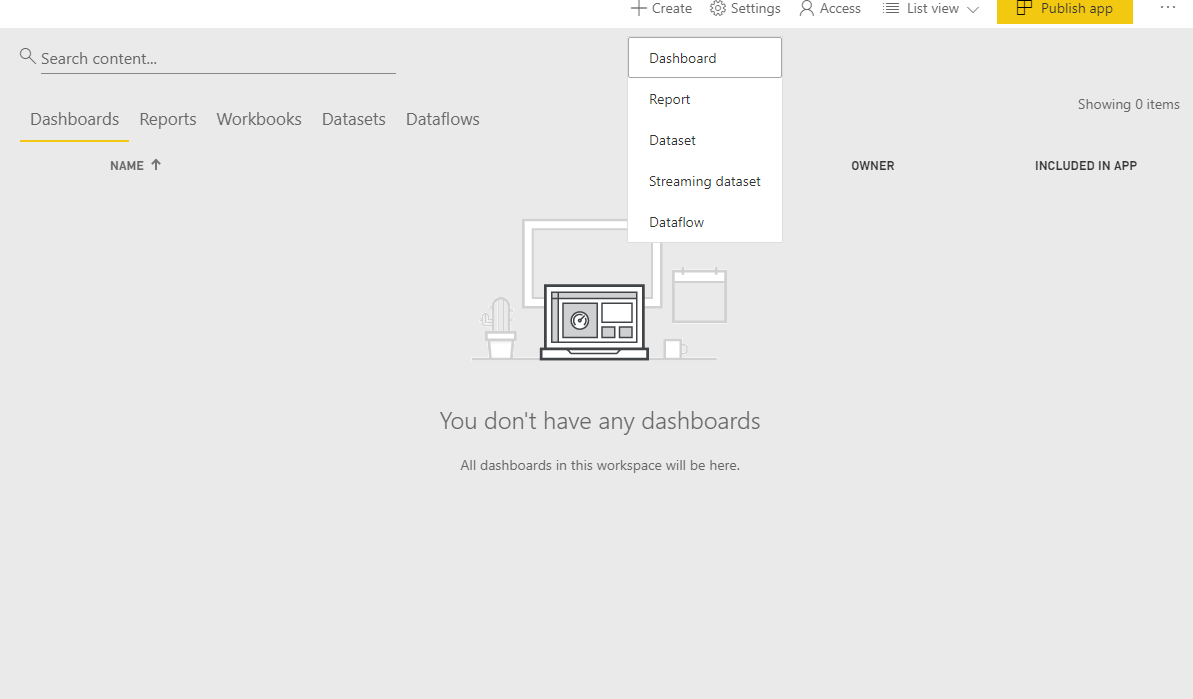 Create Settings Access List view Publish app ...
Search content...
Dashboard
Report
Dataset
Streaming dataset
Dataflow
Showing 0 items
Dashboards Reports Workbooks Datasets Dataflows
NAME OWNER INCLUDED IN APP
You don't have any dashboards
All dashboards in this workspace will be here.